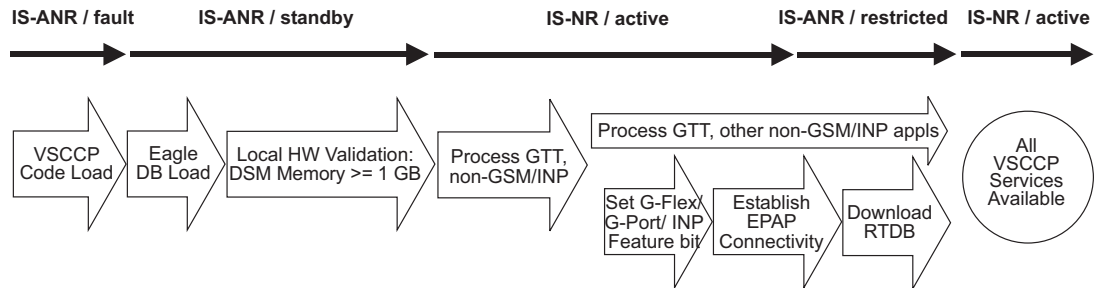 IS-ANR / fault
IS-ANR / standby
IS-NR / active
IS-ANR / restricted
IS-NR / active
VSCCP
Code Load
Eagle
DB Load
Local HW Validation:
DSM Memory >= 1 GB
Process GTT,
non-GSM/INP
Process GTT, other non-GSM/INP appls
Set G-Flex/
G-Port/ INP
Feature bit
Establish
EPAP
Connectivity
Download
RTDB
All
VSCCP
Services
Available